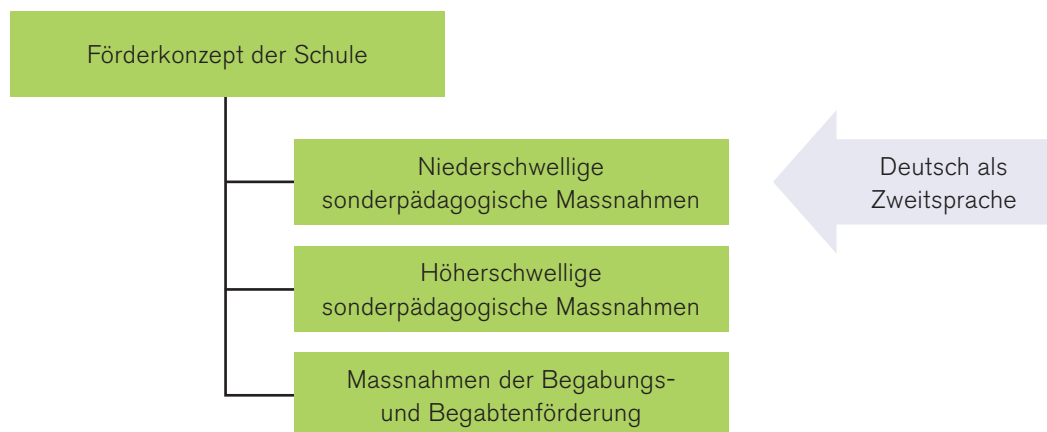 Förderkonzept der Schule
Niederschwellige
sonderpädagogische Massnahmen
Deutsch als
Zweitsprache
Höherschwellige
sonderpädagogische Massnahmen
Massnahmen der Begabungs-
und Begabtenförderung